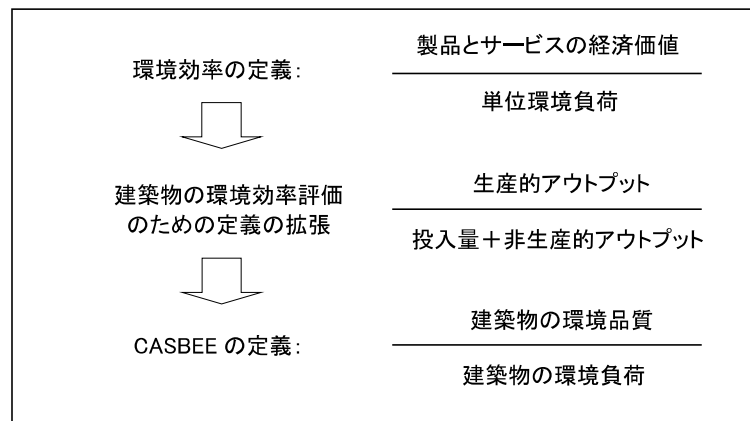 環境効率の定義：
製品とサービスの経済価値
単位環境負荷
建築物の環境効率評価
のための定義の拡張
生産的アウトプット
投入量＋非生産的アウトプット
CASBEE の定義：
建築物の環境品質
建築物の環境負荷